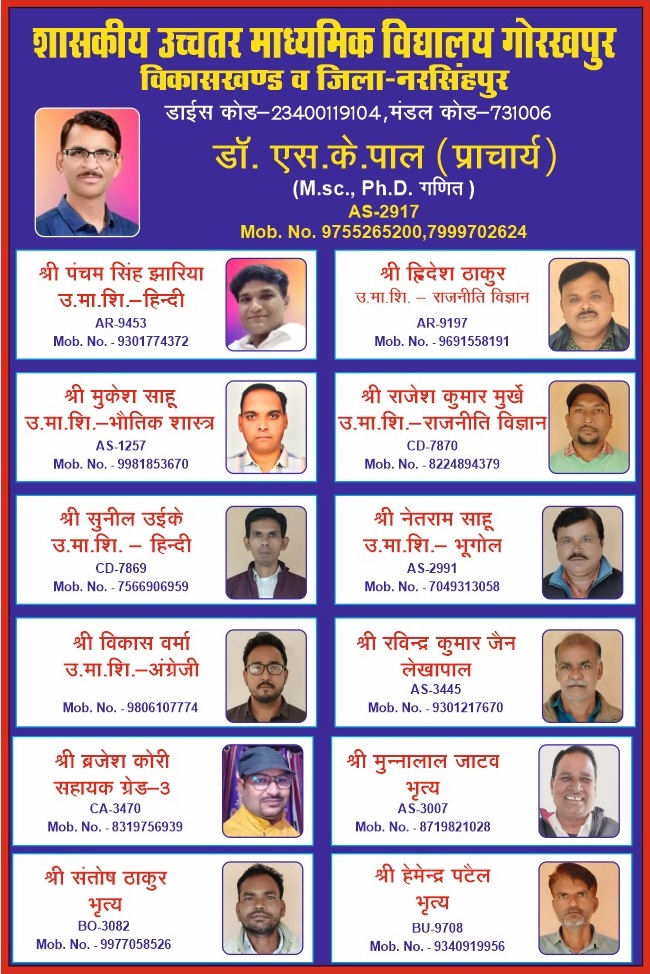 शासकीय उच्चतर माध्यमिक विद्यालय गोरखपुर
विकासखण्ड व जिला-नरसिंहपुर
डाईस कोड–23400119104,मंडल कोड–731006
डॉ. एस.के.पाल (प्राचार्य)
(M.sc., Ph.D. गणित )
AS-2917
Mob. No. 9755265200,7999702624
श्री पंचम सिंह झारिया
उ.मा.शि.–हिन्दी
AR-9453
Mob. No. - 9301774372
श्री ह्रिदेश ठाकुर
उ.मा.शि. – राजनीति विज्ञान
AR-9197
Mob. No. - 9691558191
श्री मुकेश साहू
उ.मा.शि.–भौतिक शास्त्र
AS-1257
Mob. No. - 9981853670
श्री राजेश कुमार मुर्खे
उ.मा.शि.–राजनीति विज्ञान
CD-7870
Mob. No. - 8224894379
श्री सुनील उईके
उ.मा.शि. – हिन्दी
CD-7869
Mob. No. - 7566906959
श्री नेतराम साहू
उ.मा.शि.– भूगोल
AS-2991
Mob. No. - 7049313058
श्री विकास वर्मा
उ.मा.शि.–अंग्रेजी
Mob. No. - 9806107774
श्री रविन्द्र कुमार जैन
लेखापाल
AS-3445
Mob. No. - 9301217670
श्री ब्रजेश कोरी
सहायक ग्रेड–3
CA-3470
Mob. No. - 8319756939
श्री मुन्नालाल जाटव
भृत्य
AS-3007
Mob. No. - 8719821028
श्री संतोष ठाकुर
भृत्य
BO-3082
Mob. No. - 9977058526
श्री हेमेन्द्र पटैल
भृत्य
BU-9708
Mob. No. - 9340919956